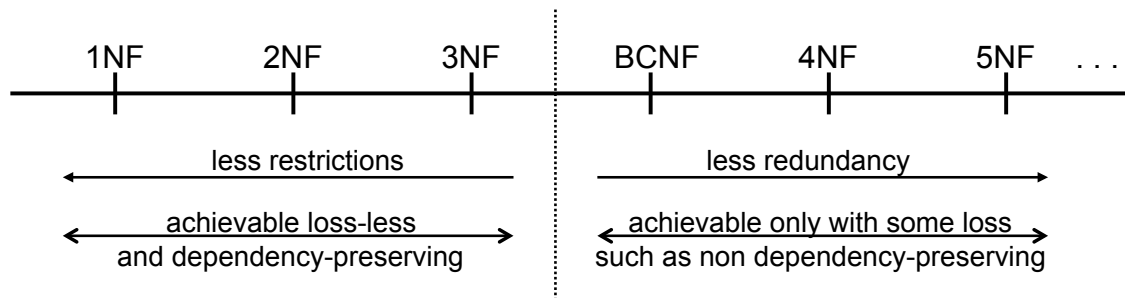 1NF 2NF 3NF BCNF 4NF 5NF . . .
less restrictions less redundancy
achievable loss-less achievable only with some loss
and dependency-preserving such as non dependency-preserving